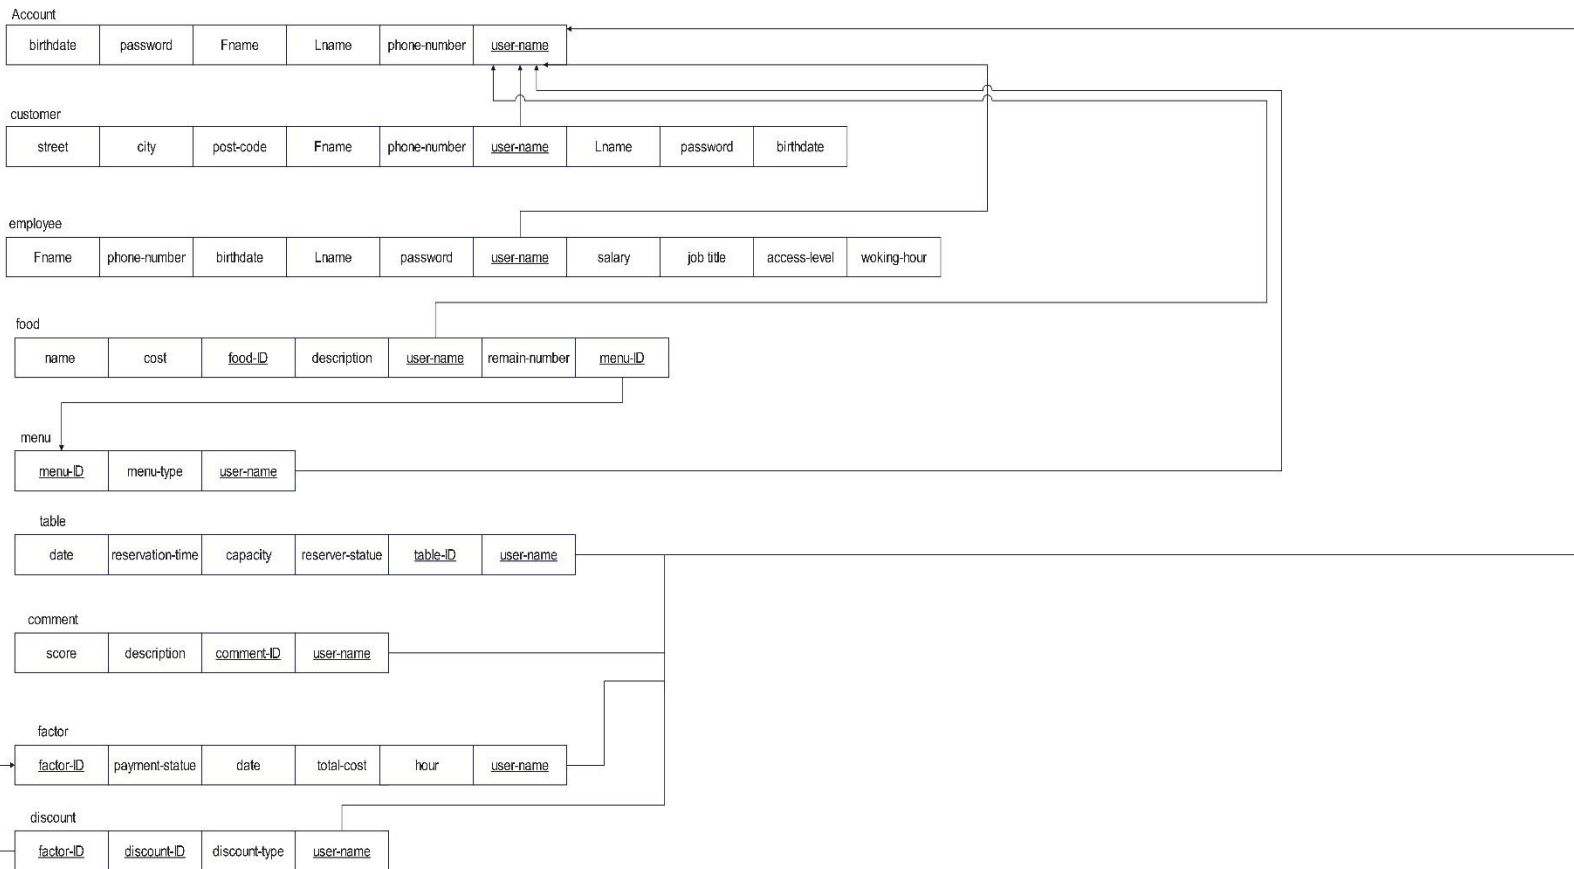 Account
birthdate password Fname Lname phone-number user-name
customer
street city post-code Fname phone-number user-name Lname password birthdate
employee
Fname phone-number birthdate Lname password user-name salary job title access-level woking-hour
food
name cost food-ID description user-name remain-number menu-ID
menu
menu-ID menu-type user-name
table
date reservation-time capacity reserver-statue table-ID user-name
comment
score description comment-ID user-name
factor
factor-ID payment-statue date total-cost hour user-name
discount
factor-ID discount-ID discount-type user-name